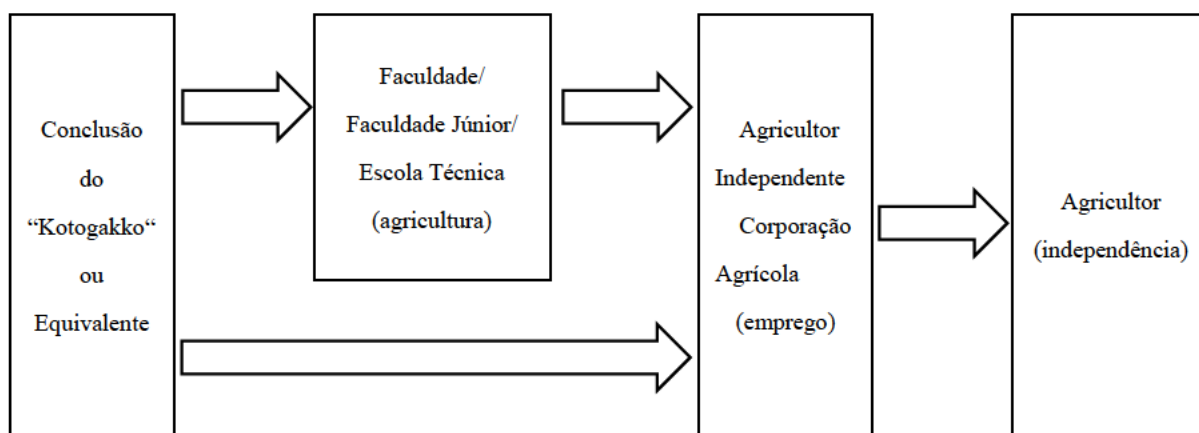 Conclusão
do
“Kotogakko“
ou
Equivalente
Faculdade/
Faculdade Júnior/
Escola Técnica
(agricultura)
Agricultor
Independente
Corporação
Agrícola
(emprego)
Agricultor
(independência)